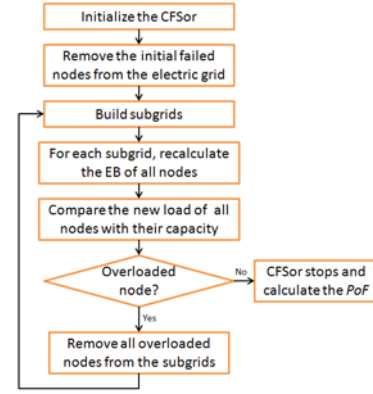 Initialize the CFSor
Remove the initial failed
nodes from the electric grid
Build subgrids
For each subgrid, recalculate
the EB of all nodes
Compare the new load of all
nodes with their capacity
Overloaded
node?
No
CFSor stops and
calculate the PoF
Yes
Remove all overloaded
nodes from the subgrids